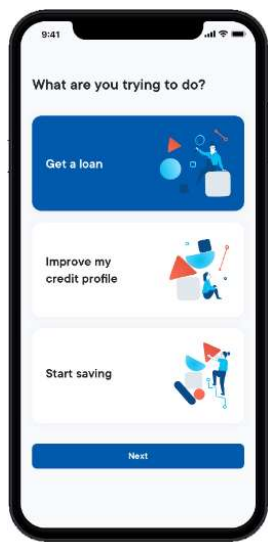 9:41
What are you trying to do?
Get a loan
Improve my
credit profile
Start saving
Next